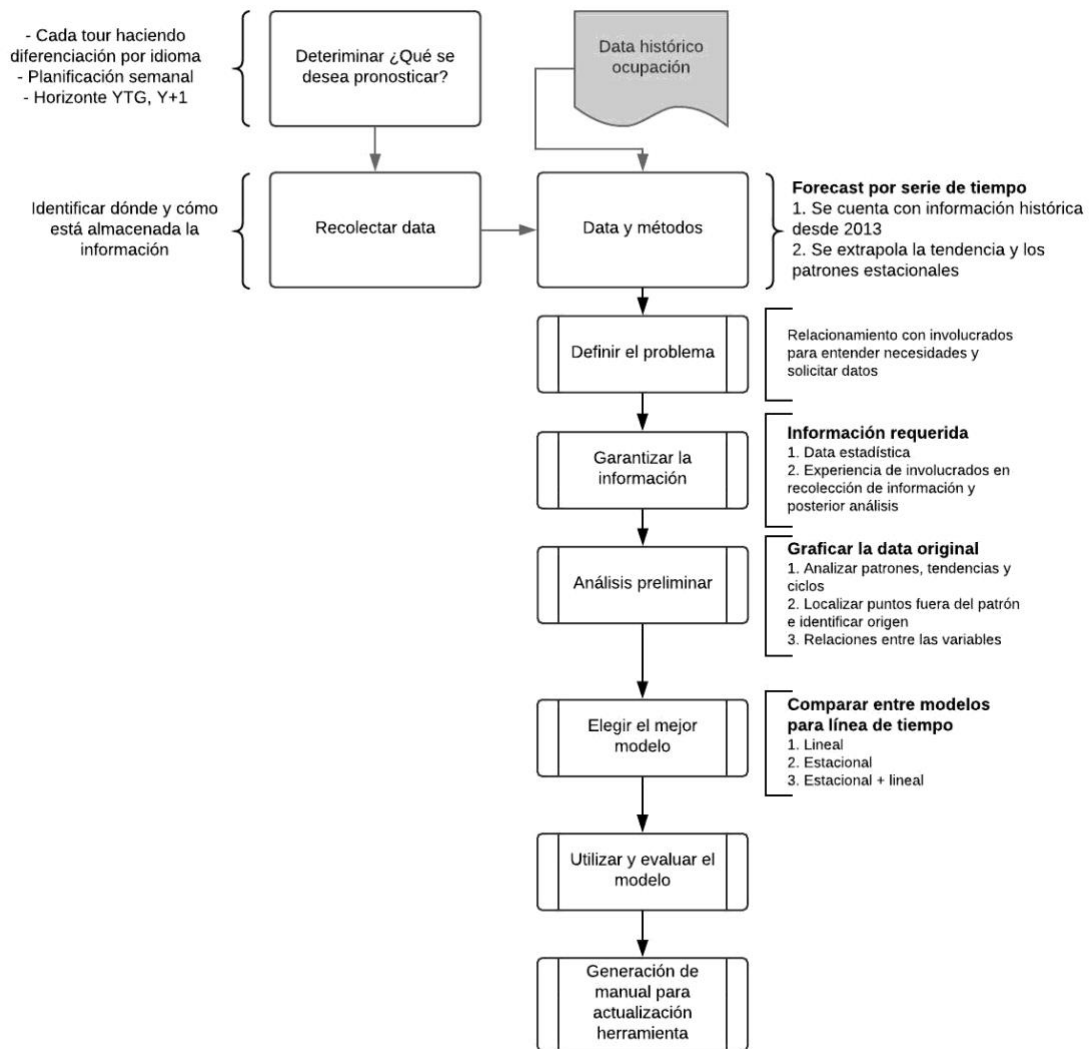 - Cada tour haciendo
diferenciación por idioma
- Planificación semanal
- Horizonte YTG, Y+1
Deteriminar ¿Qué se
desea pronosticar?
Data histórico
ocupación
Identificar dónde y cómo
está almacenada la
información
Recolectar data
Data y métodos
Forecast por serie de tiempo
1. Se cuenta con información histórica
desde 2013
2. Se extrapola la tendencia y los
patrones estacionales
Definir el problema
Relacionamiento con involucrados
para entender necesidades y
solicitar datos
Garantizar la
información
Información requerida
1. Data estadística
2. Experiencia de involucrados en
recolección de información y
posterior análisis
Análisis preliminar
Graficar la data original
1. Analizar patrones, tendencias y
ciclos
2. Localizar puntos fuera del patrón
e identificar origen
3. Relaciones entre las variables
Elegir el mejor
modelo
Comparar entre modelos
para línea de tiempo
1. Lineal
2. Estacional
3. Estacional + lineal
Utilizar y evaluar el
modelo
Generación de
manual para
actualización
herramienta